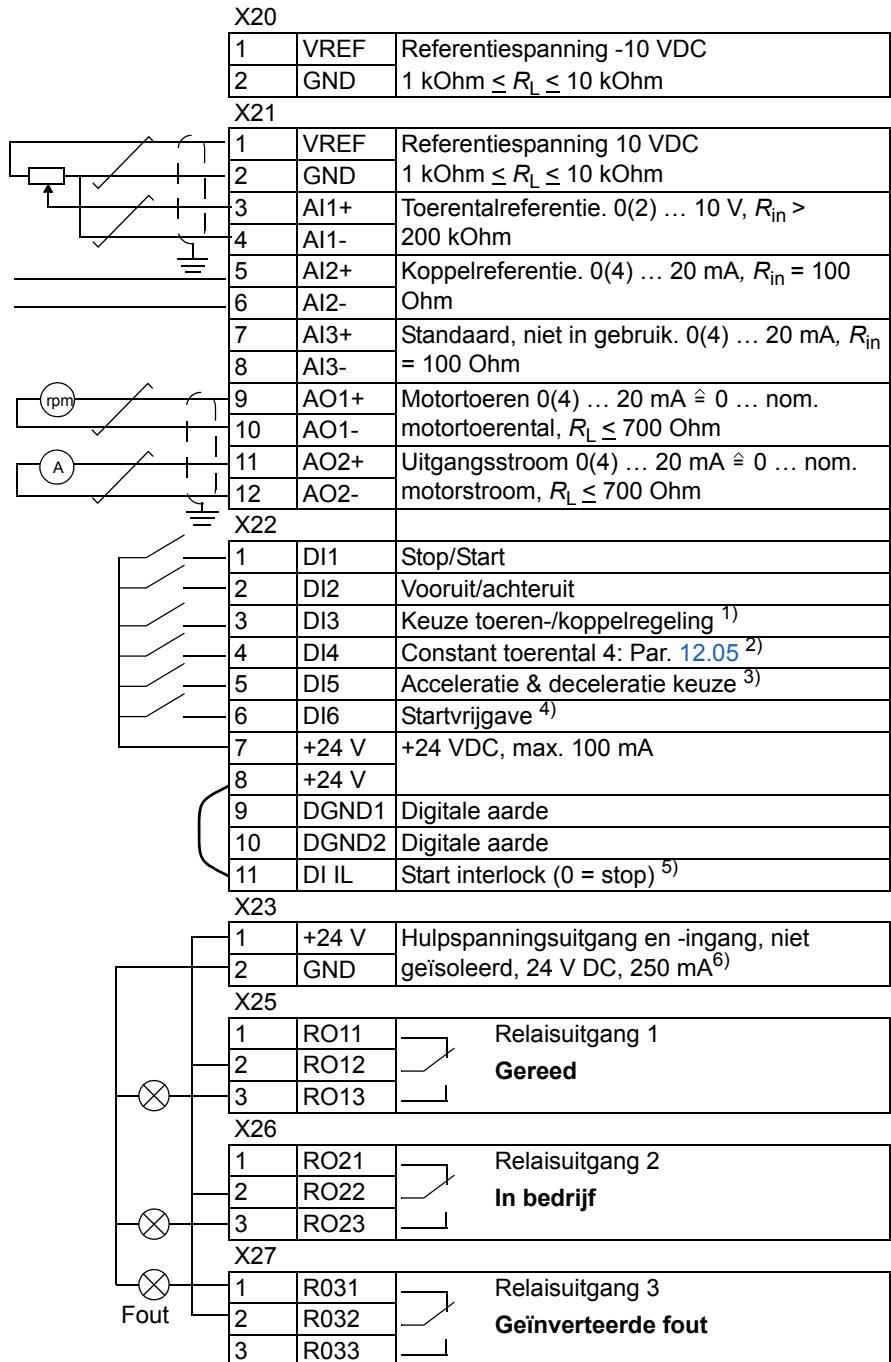 X20
1 VREF Referentiespanning -10 VDC
2 GND 1 kOhm ≤ R_L ≤ 10 kOhm
X21
1 VREF Referentiespanning 10 VDC
2 GND 1 kOhm ≤ R_L ≤ 10 kOhm
3 AI1+ Toerentalreferentie. 0(2) … 10 V, R_in >
4 AI1- 200 kOhm
5 AI2+ Koppelreferentie. 0(4) … 20 mA, R_in = 100
6 AI2- Ohm
7 AI3+ Standaard, niet in gebruik. 0(4) … 20 mA, R_in
8 AI3- = 100 Ohm
rpm 9 AO1+ Motortoeren 0(4) … 20 mA ≙ 0 … nom.
10 AO1- motortoerental, R_L ≤ 700 Ohm
A 11 AO2+ Uitgangsstroom 0(4) … 20 mA ≙ 0 … nom.
12 AO2- motorstroom, R_L ≤ 700 Ohm
X22
1 DI1 Stop/Start
2 DI2 Vooruit/achteruit
3 DI3 Keuze toeren-/koppelregeling 1)
4 DI4 Constant toerental 4: Par. 12.05 2)
5 DI5 Acceleratie & deceleratie keuze 3)
6 DI6 Startvrijgave 4)
7 +24 V +24 VDC, max. 100 mA
8 +24 V
9 DGND1 Digitale aarde
10 DGND2 Digitale aarde
11 DI IL Start interlock (0 = stop) 5)
X23
1 +24 V Hulpspanningsuitgang en -ingang, niet
2 GND geïsoleerd, 24 V DC, 250 mA6)
X25
1 RO11 Relaisuitgang 1
2 RO12 Gereed
3 RO13
X26
1 RO21 Relaisuitgang 2
2 RO22 In bedrijf
3 RO23
X27
1 R031 Relaisuitgang 3
Fout 2 R032 Geïnverteerde fout
3 R033